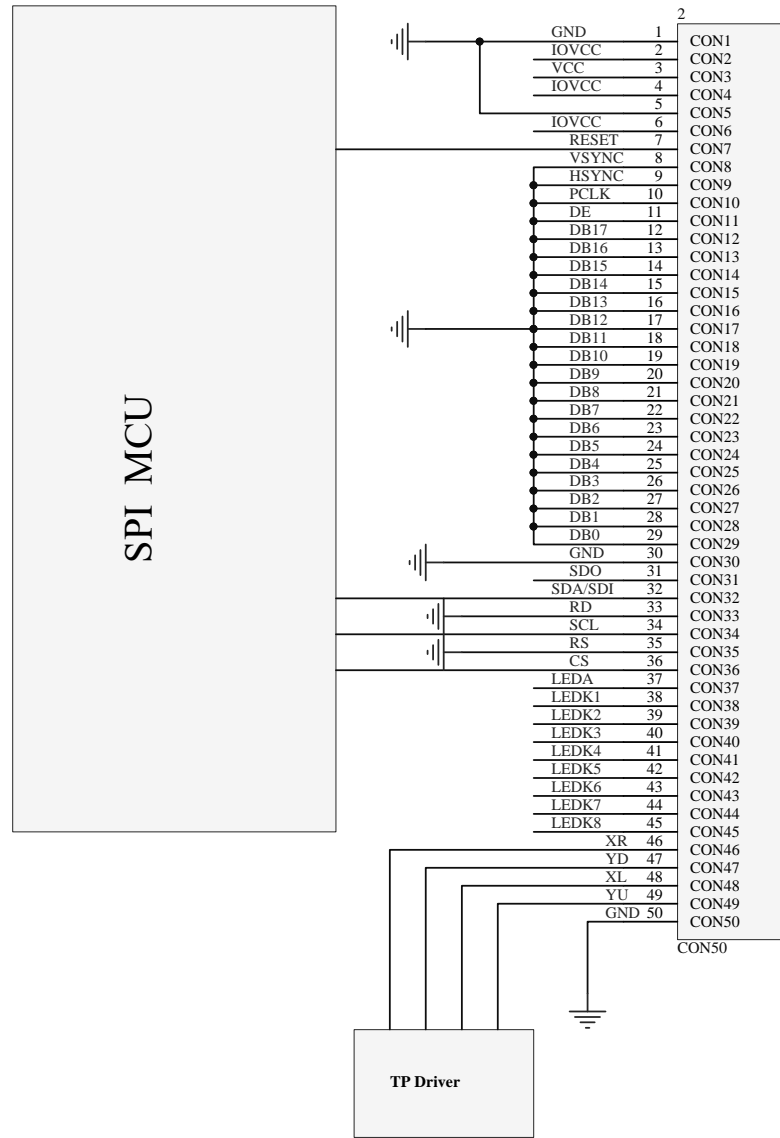 2
GND 1 CON1
IOVCC 2 CON2
VCC 3 CON3
IOVCC 4 CON4
5 CON5
IOVCC 6 CON6
RESET 7 CON7
VSYNC 8 CON8
HSYNC 9 CON9
PCLK 10 CON10
DE 11 CON11
DB17 12 CON12
DB16 13 CON13
DB15 14 CON14
DB14 15 CON15
DB13 16 CON16
DB12 17 CON17
DB11 18 CON18
DB10 19 CON19
DB9 20 CON20
DB8 21 CON21
DB7 22 CON22
DB6 23 CON23
DB5 24 CON24
DB4 25 CON25
DB3 26 CON26
DB2 27 CON27
DB1 28 CON28
DB0 29 CON29
GND 30 CON30
SDO 31 CON31
SDA/SDI 32 CON32
RD 33 CON33
SCL 34 CON34
RS 35 CON35
CS 36 CON36
LEDA 37 CON37
LEDK1 38 CON38
LEDK2 39 CON39
LEDK3 40 CON40
LEDK4 41 CON41
LEDK5 42 CON42
LEDK6 43 CON43
LEDK7 44 CON44
LEDK8 45 CON45
XR 46 CON46
YD 47 CON47
XL 48 CON48
YU 49 CON49
GND 50 CON50
CON50
SPI MCU
TP Driver